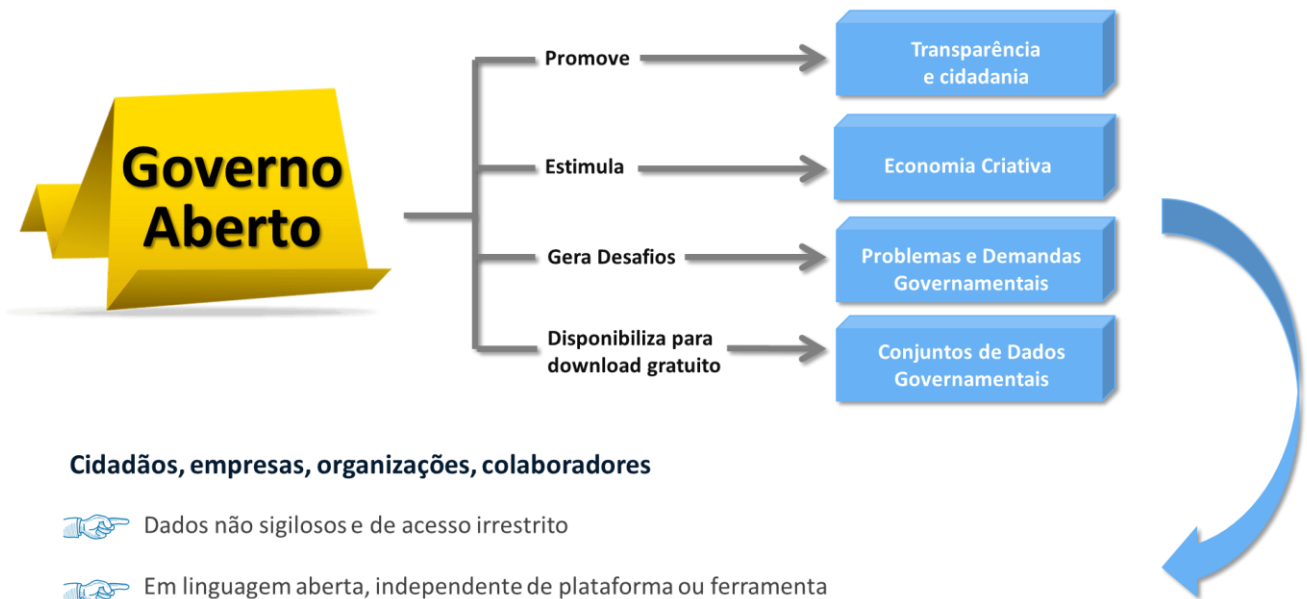 Governo
Aberto
Promove
Transparência
e cidadania
Estimula
Economia Criativa
Gera Desafios
Problemas e Demandas
Governamentais
Disponibiliza para
download gratuito
Conjuntos de Dados
Governamentais
Cidadãos, empresas, organizações, colaboradores
Dados não sigilosos e de acesso irrestrito
Em linguagem aberta, independente de plataforma ou ferramenta